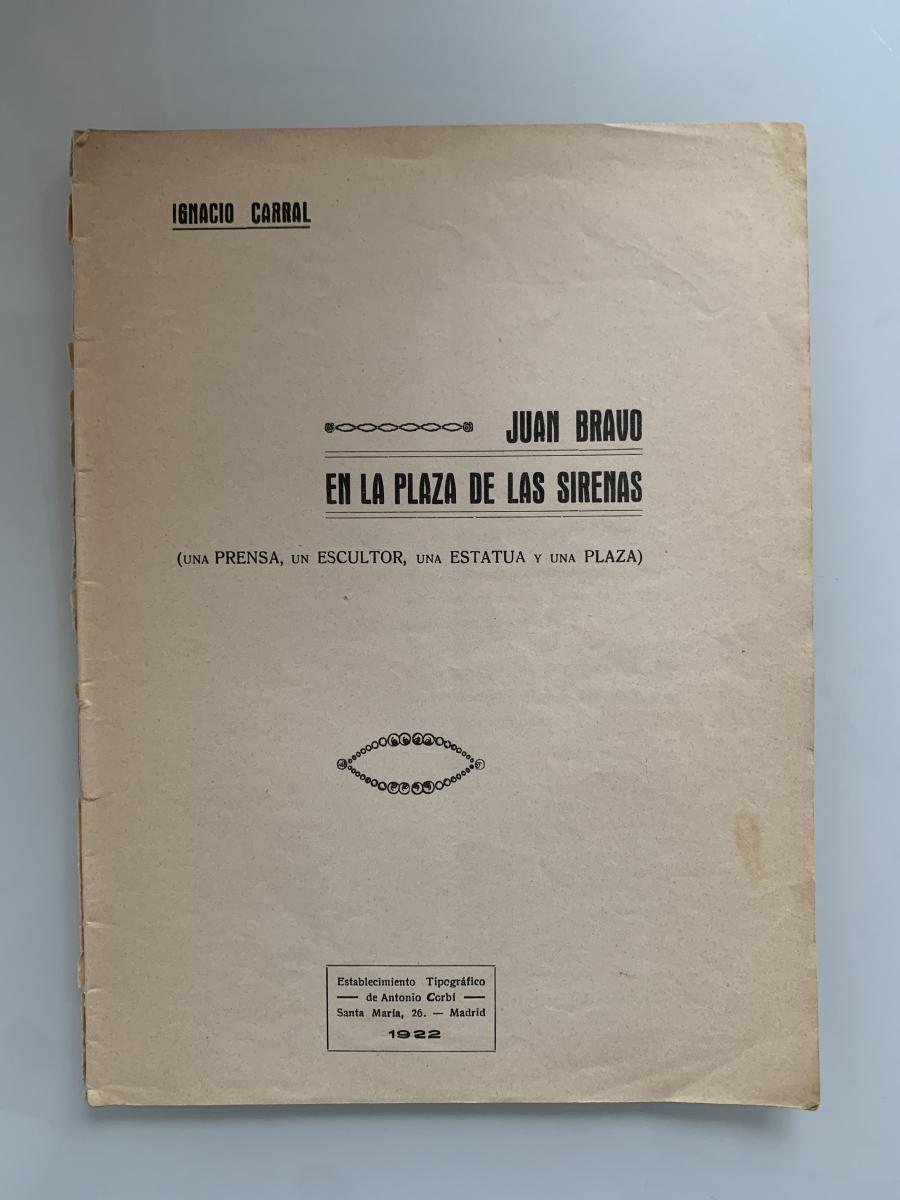 IGNACIO CARRAL
JUAN BRAVO
EN LA PLAZA DE LAS SIRENAS
(UNA PRENSA, UN ESCULTOR, UNA ESTATUA Y UNA PLAZA)
Establecimiento Tipográfico
— de Antonio Corbí —
Santa María, 26. — Madrid
1922